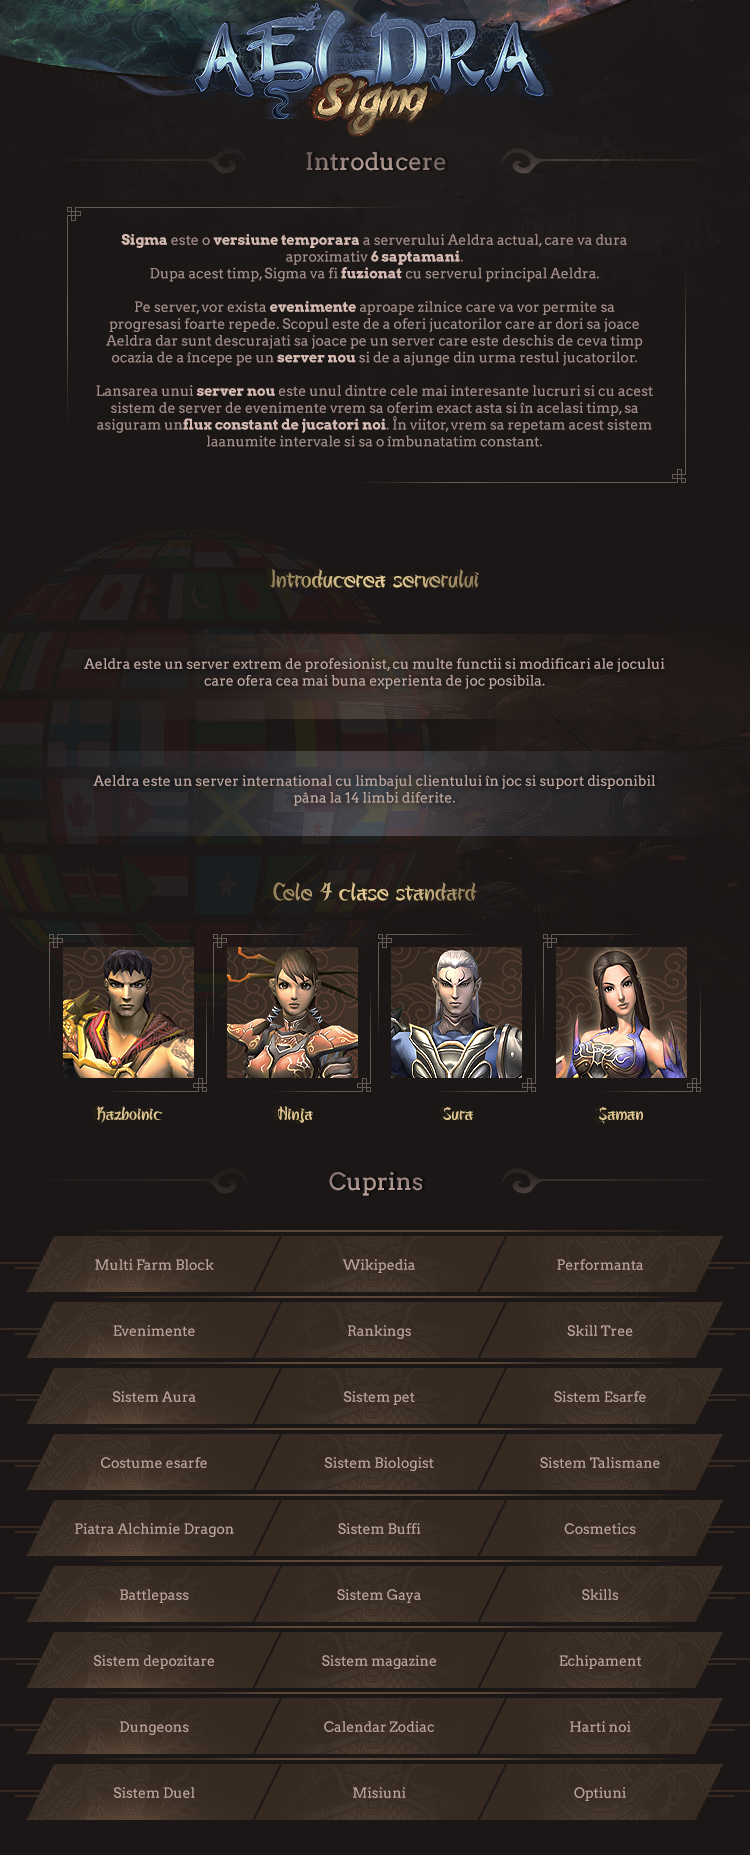 AELDRA
Sigma
Introducere
Sigma este o versiune temporara a serverului Aeldra actual, care va dura
aproximativ 6 saptamani.
Dupa acest timp, Sigma va fi fuzionat cu serverul principal Aeldra.
Pe server, vor exista evenimente aproape zilnice care va vor permite sa
progresasi foarte repede. Scopul este de a oferi jucatorilor care ar dori sa joace
Aeldra dar sunt descurajati sa joace pe un server care este deschis de ceva timp
ocazia de a începe pe un server nou si de a ajunge din urma restul jucatorilor.
Lansarea unui server nou este unul dintre cele mai interesante lucruri si cu acest
sistem de server de evenimente vrem sa oferim exact asta si în acelasi timp, sa
asiguram unflux constant de jucatori noi. În viitor, vrem sa repetam acest sistem
laanumite intervale si sa o îmbunatatim constant.
Introducerea serverului
Aeldra este un server extrem de profesionist, cu multe functii si modificari ale jocului
care ofera cea mai buna experienta de joc posibila.
Aeldra este un server international cu limbajul clientului în joc si suport disponibil
pâna la 14 limbi diferite.
Cele 4 clase standard
Razboinic Ninja Sura Şaman
Cuprins
Multi Farm Block Wikipedia Performanta
Evenimente Rankings Skill Tree
Sistem Aura Sistem pet Sistem Esarfe
Costume esarfe Sistem Biologist Sistem Talismane
Piatra Alchimie Dragon Sistem Buffi Cosmetics
Battlepass Sistem Gaya Skills
Sistem depozitare Sistem magazine Echipament
Dungeons Calendar Zodiac Harti noi
Sistem Duel Misiuni Optiuni